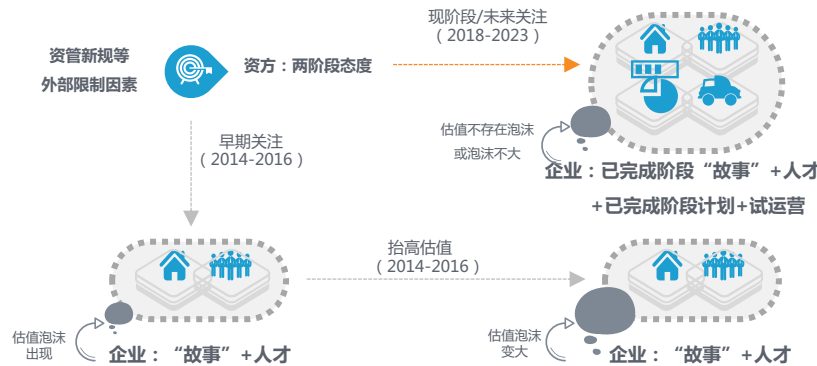 资管新规等
外部限制因素
资方：两阶段态度
现阶段/未来关注
（2018-2023）
估值不存在泡沫
或泡沫不大
企业：已完成阶段“故事”+人才
+已完成阶段计划+试运营
早期关注
（2014-2016）
抬高估值
（2014-2016）
估值泡沫
出现
企业：“故事”+人才
估值泡沫
变大
企业：“故事”+人才